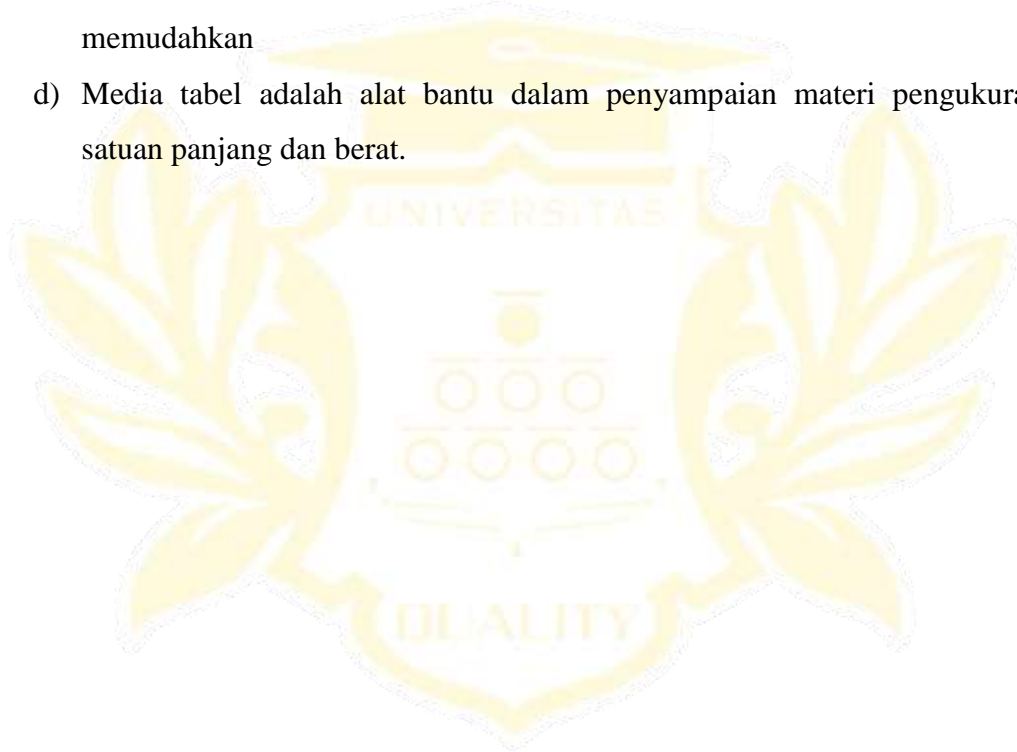 memudahkan
d) Media tabel adalah alat bantu dalam penyampaian materi pengukura
satuan panjang dan berat.
UNIVERSITAS
QUALITY